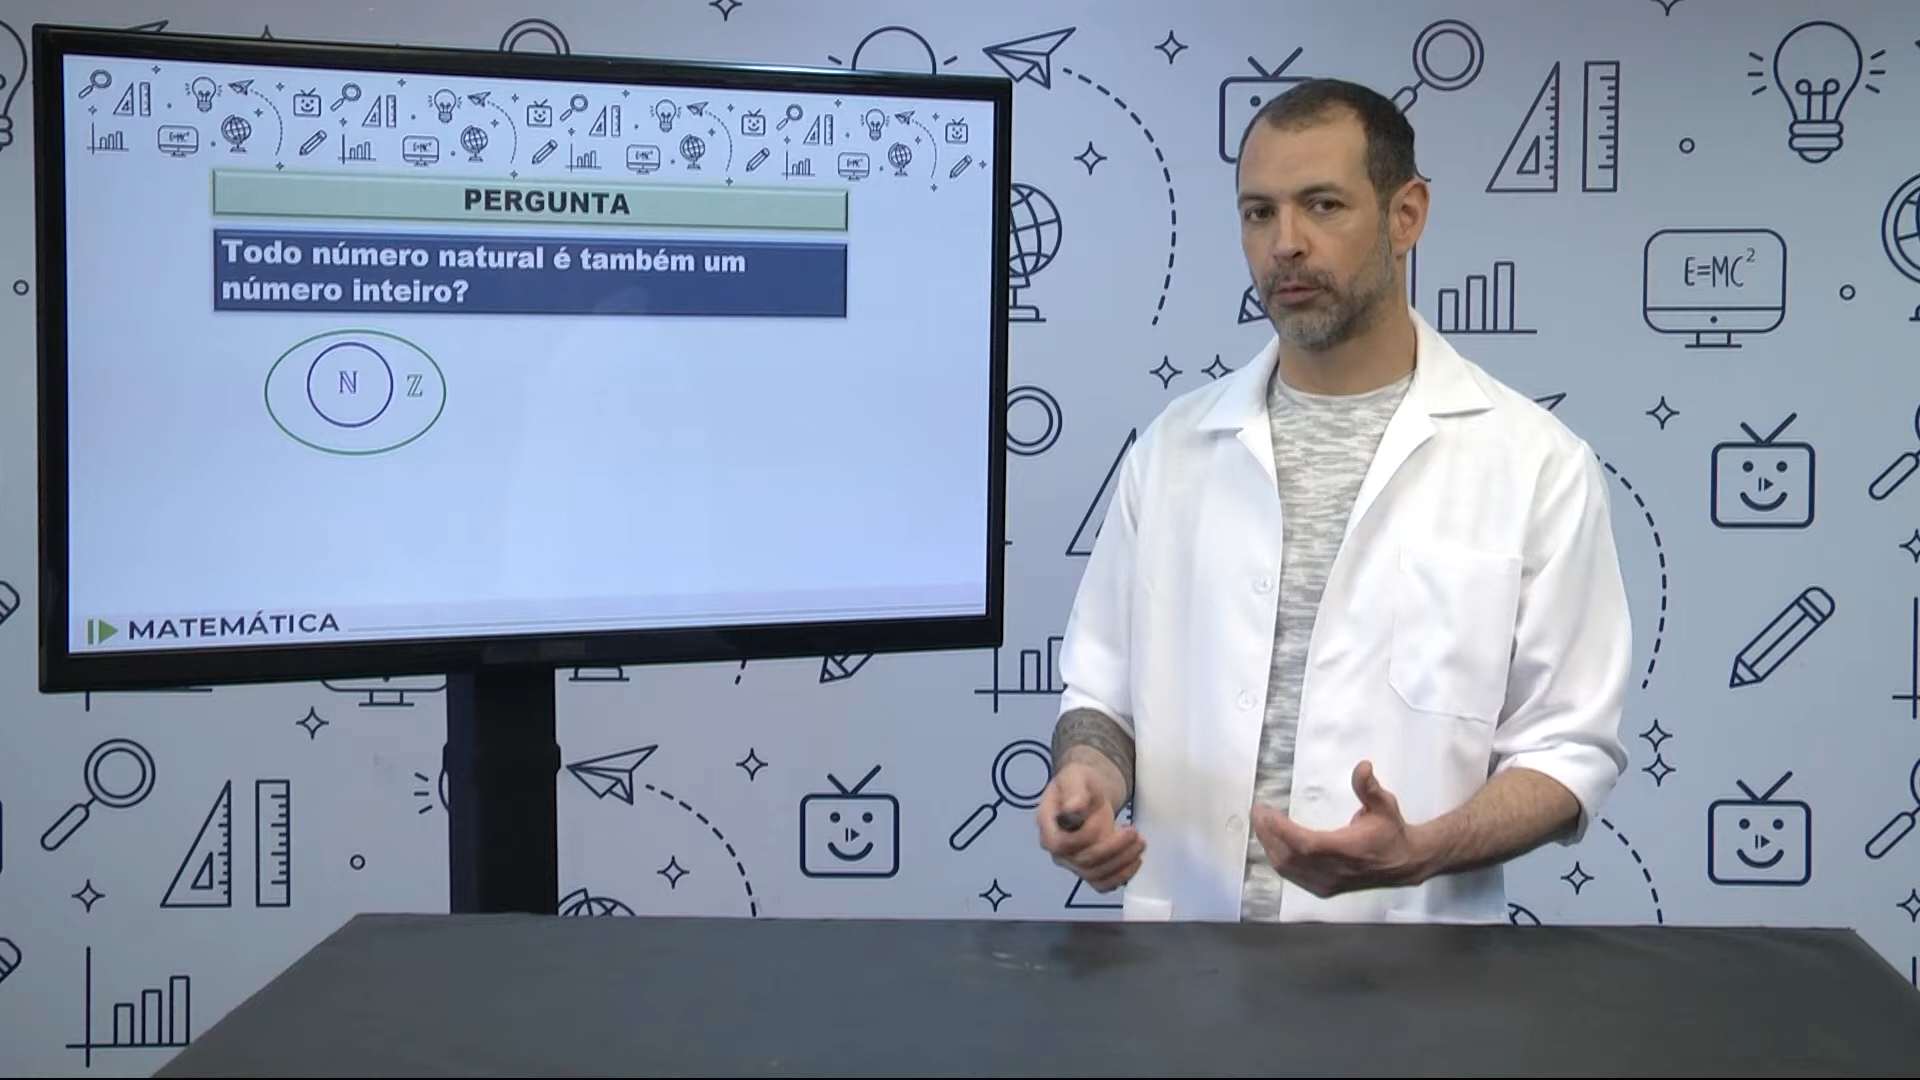 PERGUNTA
Todo número natural é também um
número inteiro?
ℕ ℤ
MATEMÁTICA
E=MC²